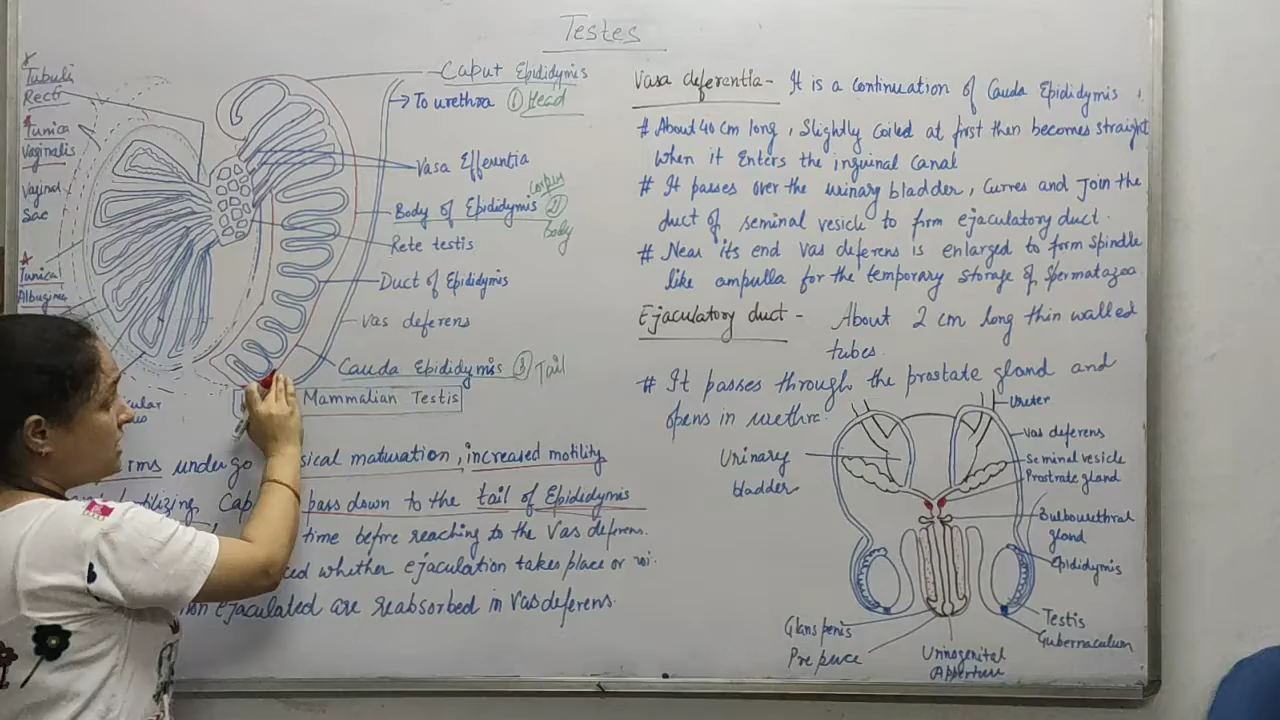 Testes
Tubuli
Recti
Tunica
Vaginalis
Vaginal
Sac
Tunical
Albuginea
Caput Epididymis
To urethra ① Head
Vasa Efferentia
Corpus
Body of Epididymis ②
Body
Rete testis
Duct of Epididymis
Vas deferens
Cauda Epididymis ③ Tail
Mammalian Testis
undergo maturation, increased motility
pass down to the tail of Epididymis
time before reaching to the Vas deferens.
whether ejaculation takes place or
ejaculated are reabsorbed in vas deferens.
Vasa deferentia - It is a continuation of Cauda Epididymis
# About 40 cm long, Slightly coiled at first then becomes straight
when it Enters the inguinal canal
# It passes over the urinary bladder, Curves and Join the
duct of seminal vesicle to form ejaculatory duct.
# Near its end vas deferens is enlarged to form spindle
like ampulla for the temporary storage of spermatazoa
Ejaculatory duct - About 2 cm long thin walled
tubes.
# It passes through the prostate gland and
opens in urethra.
Ureter
Vas deferens
Seminal vesicle
Prostrate gland
Urinary
bladder
Bulbourethral
gland
Epididymis
Testis
Gubernaculum
Glans penis
Prepuce
Urinogenital
Apperture